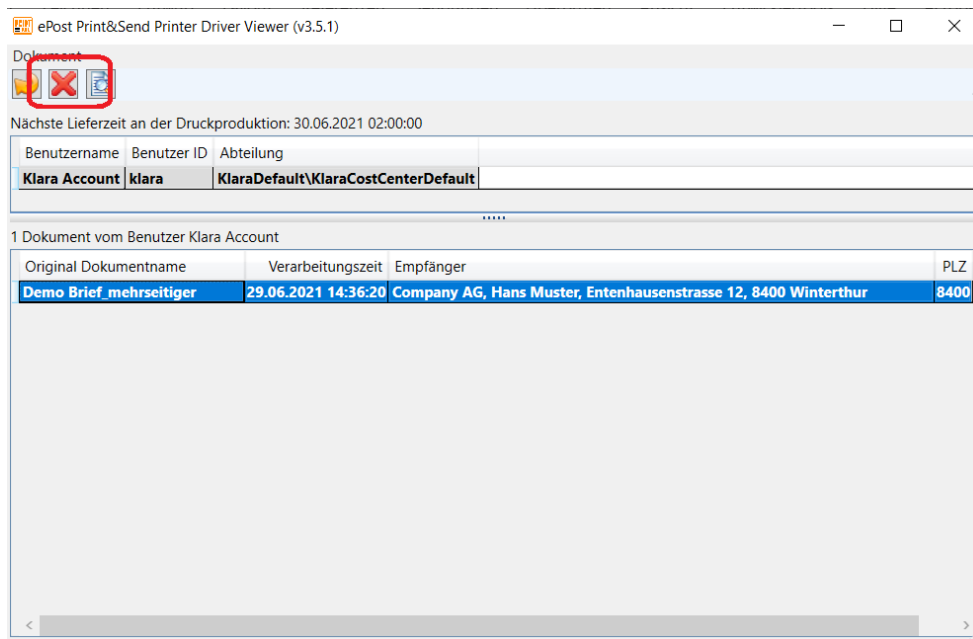 ePost Print&Send Printer Driver Viewer (v3.5.1)
Dokument
Nächste Lieferzeit an der Druckproduktion: 30.06.2021 02:00:00
Benutzername Benutzer ID Abteilung
Klara Account klara KlaraDefault\KlaraCostCenterDefault
1 Dokument vom Benutzer Klara Account
Original Dokumentname Verarbeitungszeit Empfänger PLZ
Demo Brief_mehrseitiger 29.06.2021 14:36:20 Company AG, Hans Muster, Entenhausenstrasse 12, 8400 Winterthur 8400